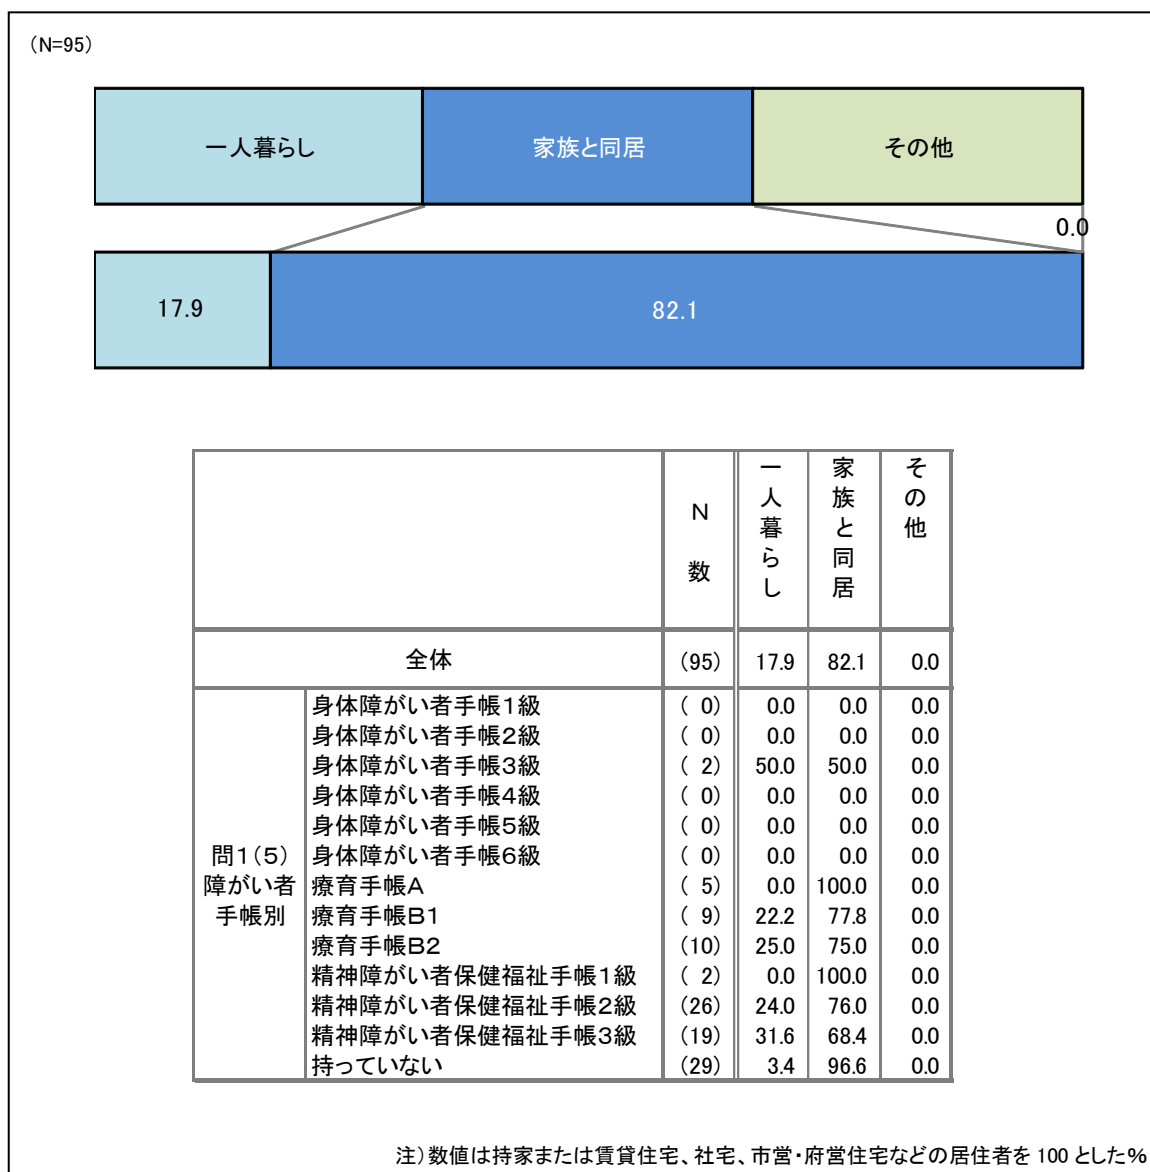 (N=95)
一人暮らし 家族と同居 その他
0.0
17.9 82.1
N数 一人暮らし 家族と同居 その他
全体 (95) 17.9 82.1 0.0
問1(5)障がい者手帳別
身体障がい者手帳1級 ( 0) 0.0 0.0 0.0
身体障がい者手帳2級 ( 0) 0.0 0.0 0.0
身体障がい者手帳3級 ( 2) 50.0 50.0 0.0
身体障がい者手帳4級 ( 0) 0.0 0.0 0.0
身体障がい者手帳5級 ( 0) 0.0 0.0 0.0
身体障がい者手帳6級 ( 0) 0.0 0.0 0.0
療育手帳A ( 5) 0.0 100.0 0.0
療育手帳B1 ( 9) 22.2 77.8 0.0
療育手帳B2 (10) 25.0 75.0 0.0
精神障がい者保健福祉手帳1級 ( 2) 0.0 100.0 0.0
精神障がい者保健福祉手帳2級 (26) 24.0 76.0 0.0
精神障がい者保健福祉手帳3級 (19) 31.6 68.4 0.0
持っていない (29) 3.4 96.6 0.0
注)数値は持家または賃貸住宅、社宅、市営・府営住宅などの居住者を 100 とした%